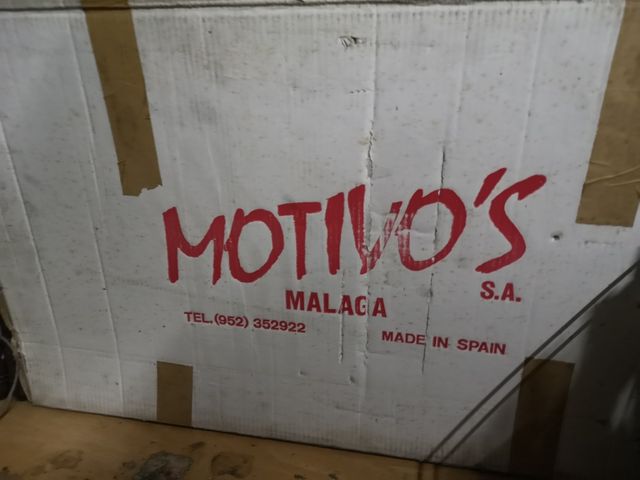 MOTIVO'S
S.A.
MALAGA
TEL.(952) 352922
MADE IN SPAIN